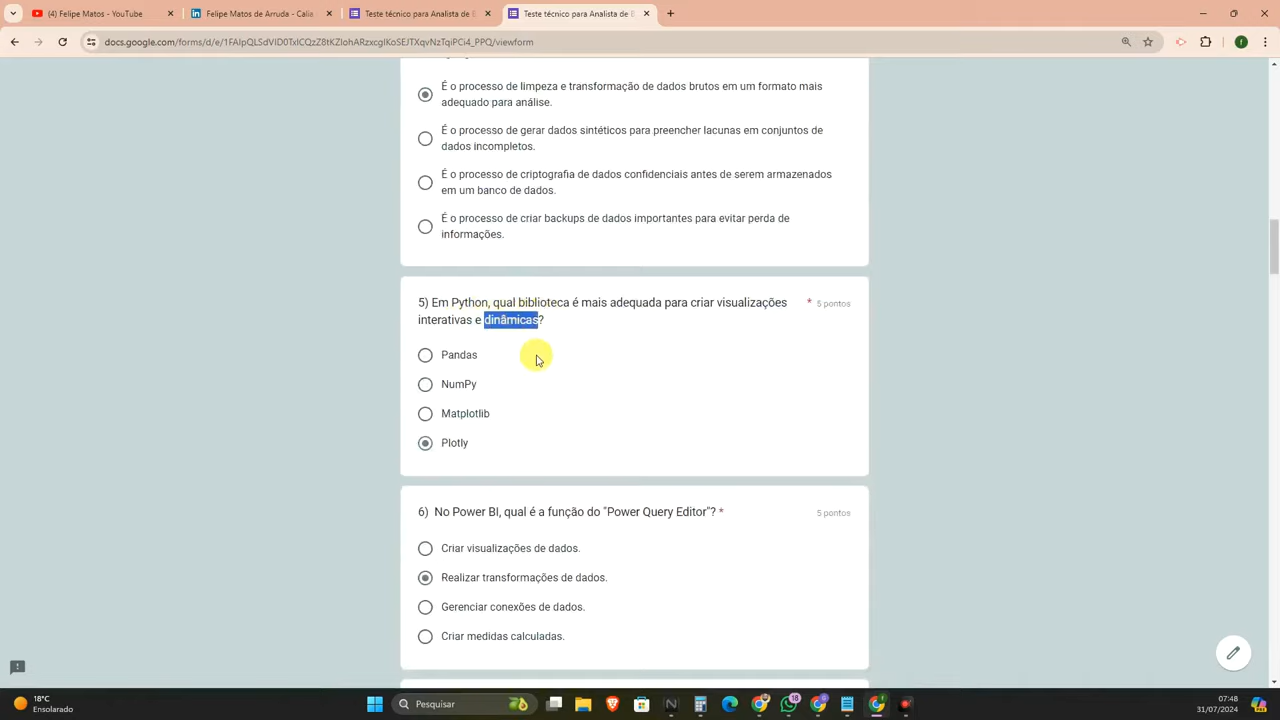 (4) Felipe Matos - YouTube
Felipe Matos de Arruda - Calie
Teste técnico para Analista de B
Teste técnico para Analista de B
docs.google.com/forms/d/e/1FAIpQLSdVID0TxICQzZ8tKZlohARzxcglKoSEJTXqvNzTqiPCi4_PPQ/viewform
f
É o processo de limpeza e transformação de dados brutos em um formato mais
adequado para análise.
É o processo de gerar dados sintéticos para preencher lacunas em conjuntos de
dados incompletos.
É o processo de criptografia de dados confidenciais antes de serem armazenados
em um banco de dados.
É o processo de criar backups de dados importantes para evitar perda de
informações.
5) Em Python, qual biblioteca é mais adequada para criar visualizações * 5 pontos
interativas e dinâmicas?
Pandas
NumPy
Matplotlib
Plotly
6) No Power BI, qual é a função do "Power Query Editor"? * 5 pontos
Criar visualizações de dados.
Realizar transformações de dados.
Gerenciar conexões de dados.
Criar medidas calculadas.
18°C
Ensolarado
Pesquisar
18
07:48
31/07/2024